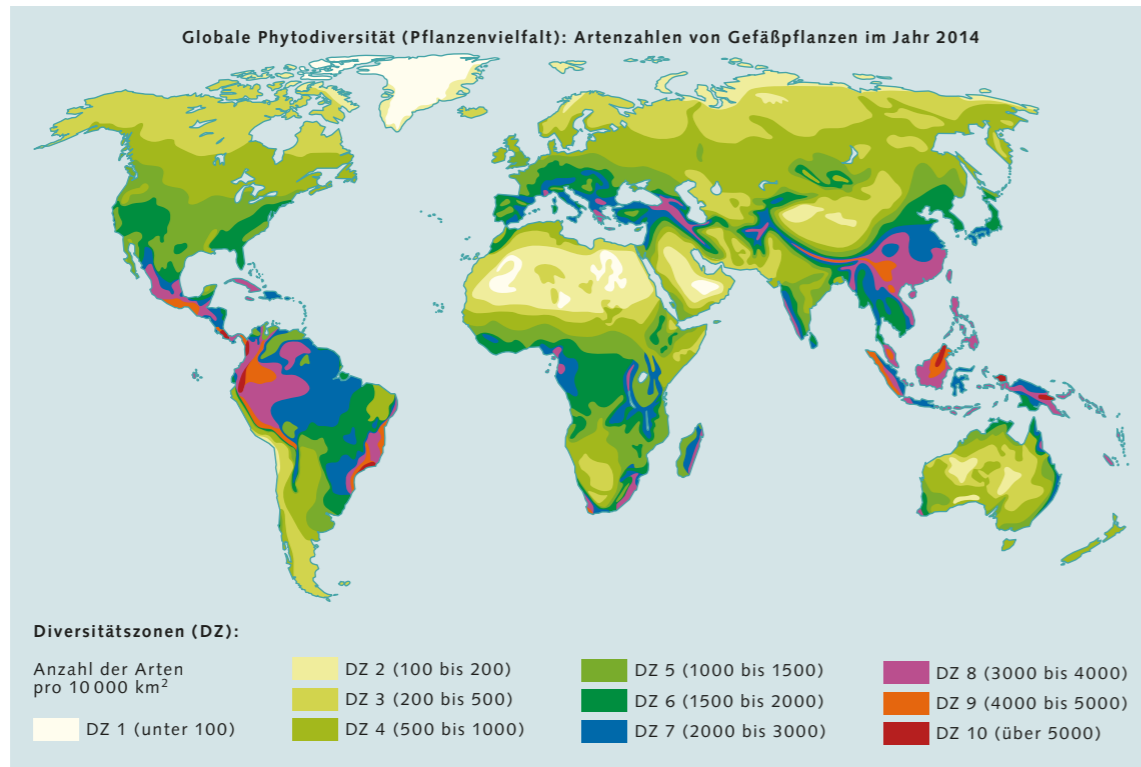 Globale Phytodiversität (Pflanzenvielfalt): Artenzahlen von Gefäßpflanzen im Jahr 2014
Diversitätszonen (DZ):
Anzahl der Arten
pro 10 000 km²
DZ 1 (unter 100)
DZ 2 (100 bis 200)
DZ 3 (200 bis 500)
DZ 4 (500 bis 1000)
DZ 5 (1000 bis 1500)
DZ 6 (1500 bis 2000)
DZ 7 (2000 bis 3000)
DZ 8 (3000 bis 4000)
DZ 9 (4000 bis 5000)
DZ 10 (über 5000)